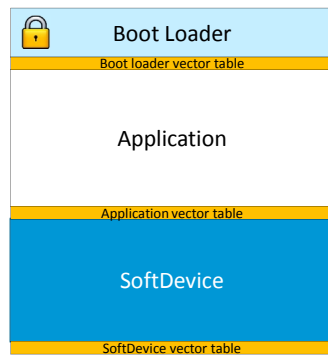 Boot Loader
Boot loader vector table
Application
Application vector table
SoftDevice
SoftDevice vector table